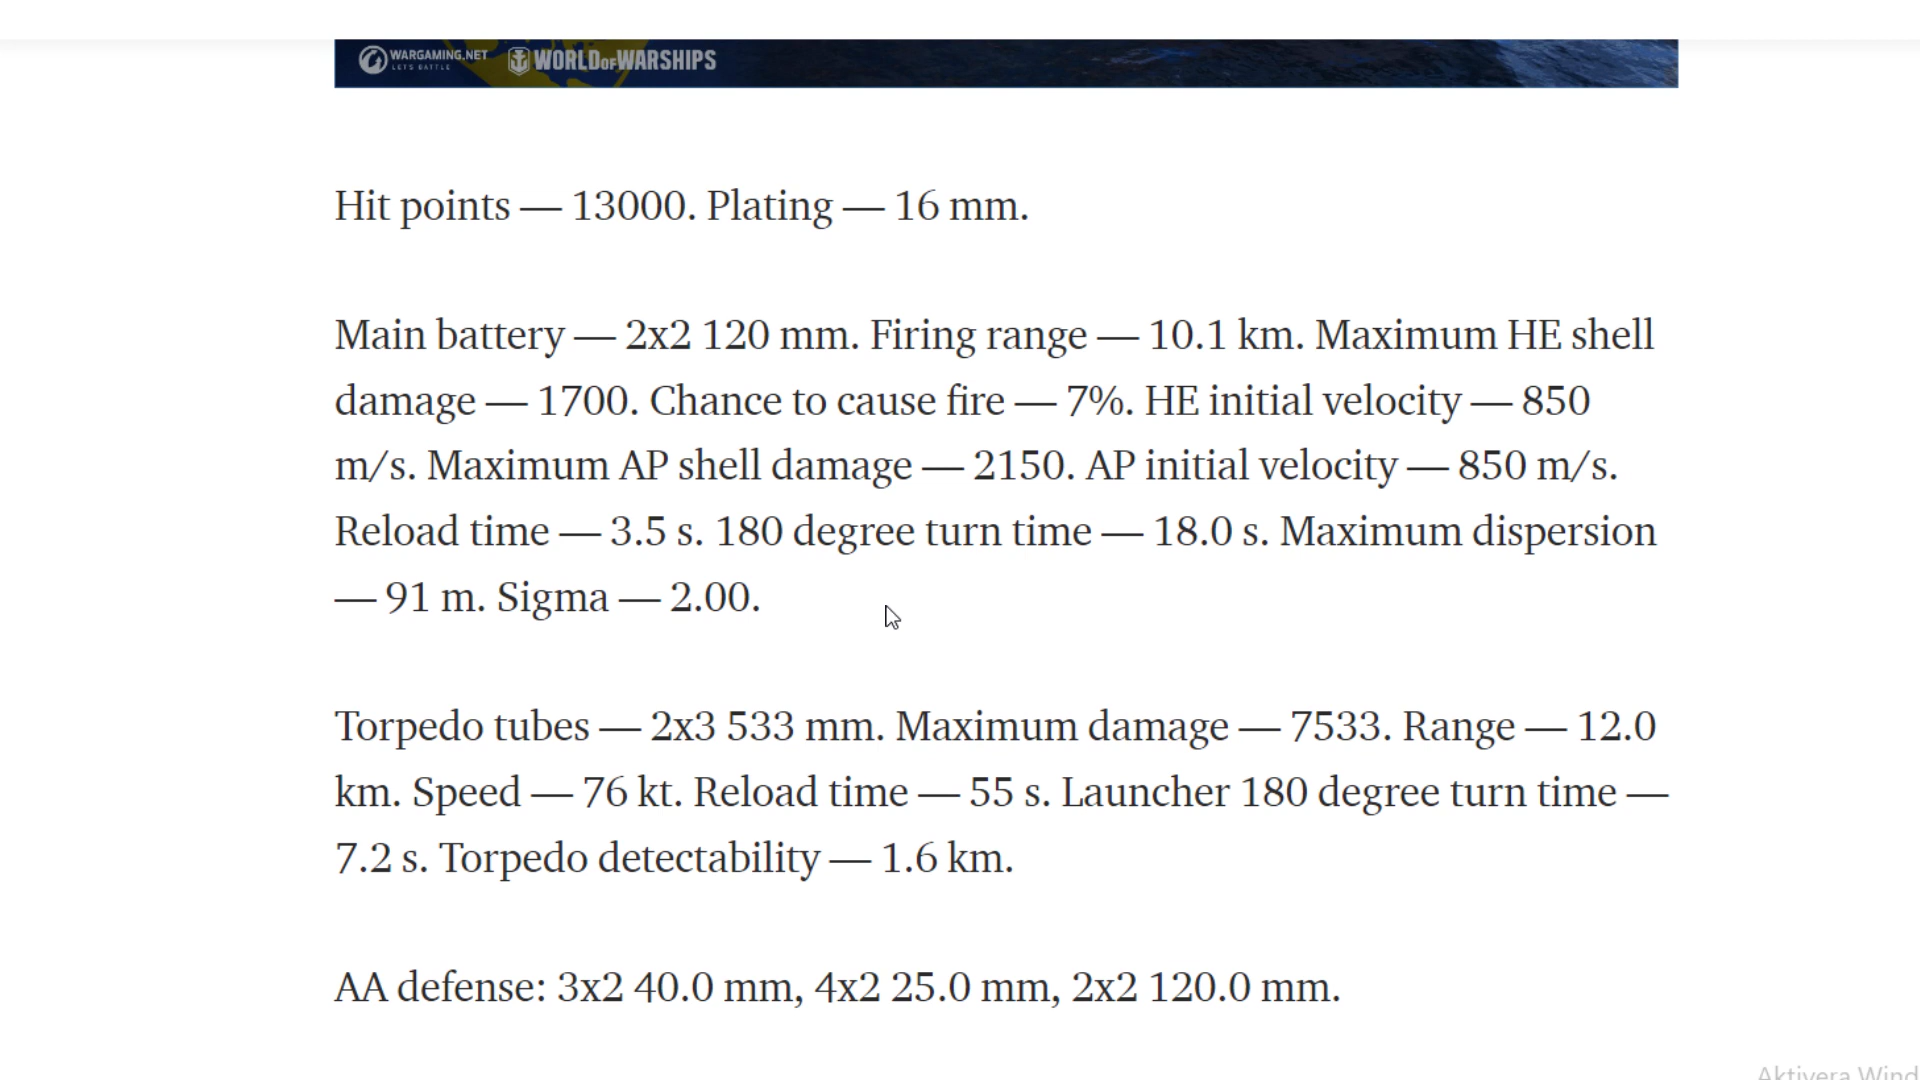 WARGAMING.NET
LET'S BATTLE
WORLD OF WARSHIPS
Hit points — 13000. Plating — 16 mm.
Main battery — 2x2 120 mm. Firing range — 10.1 km. Maximum HE shell
damage — 1700. Chance to cause fire — 7%. HE initial velocity — 850
m/s. Maximum AP shell damage — 2150. AP initial velocity — 850 m/s.
Reload time — 3.5 s. 180 degree turn time — 18.0 s. Maximum dispersion
— 91 m. Sigma — 2.00.
Torpedo tubes — 2x3 533 mm. Maximum damage — 7533. Range — 12.0
km. Speed — 76 kt. Reload time — 55 s. Launcher 180 degree turn time —
7.2 s. Torpedo detectability — 1.6 km.
AA defense: 3x2 40.0 mm, 4x2 25.0 mm, 2x2 120.0 mm.
Aktivera Wind